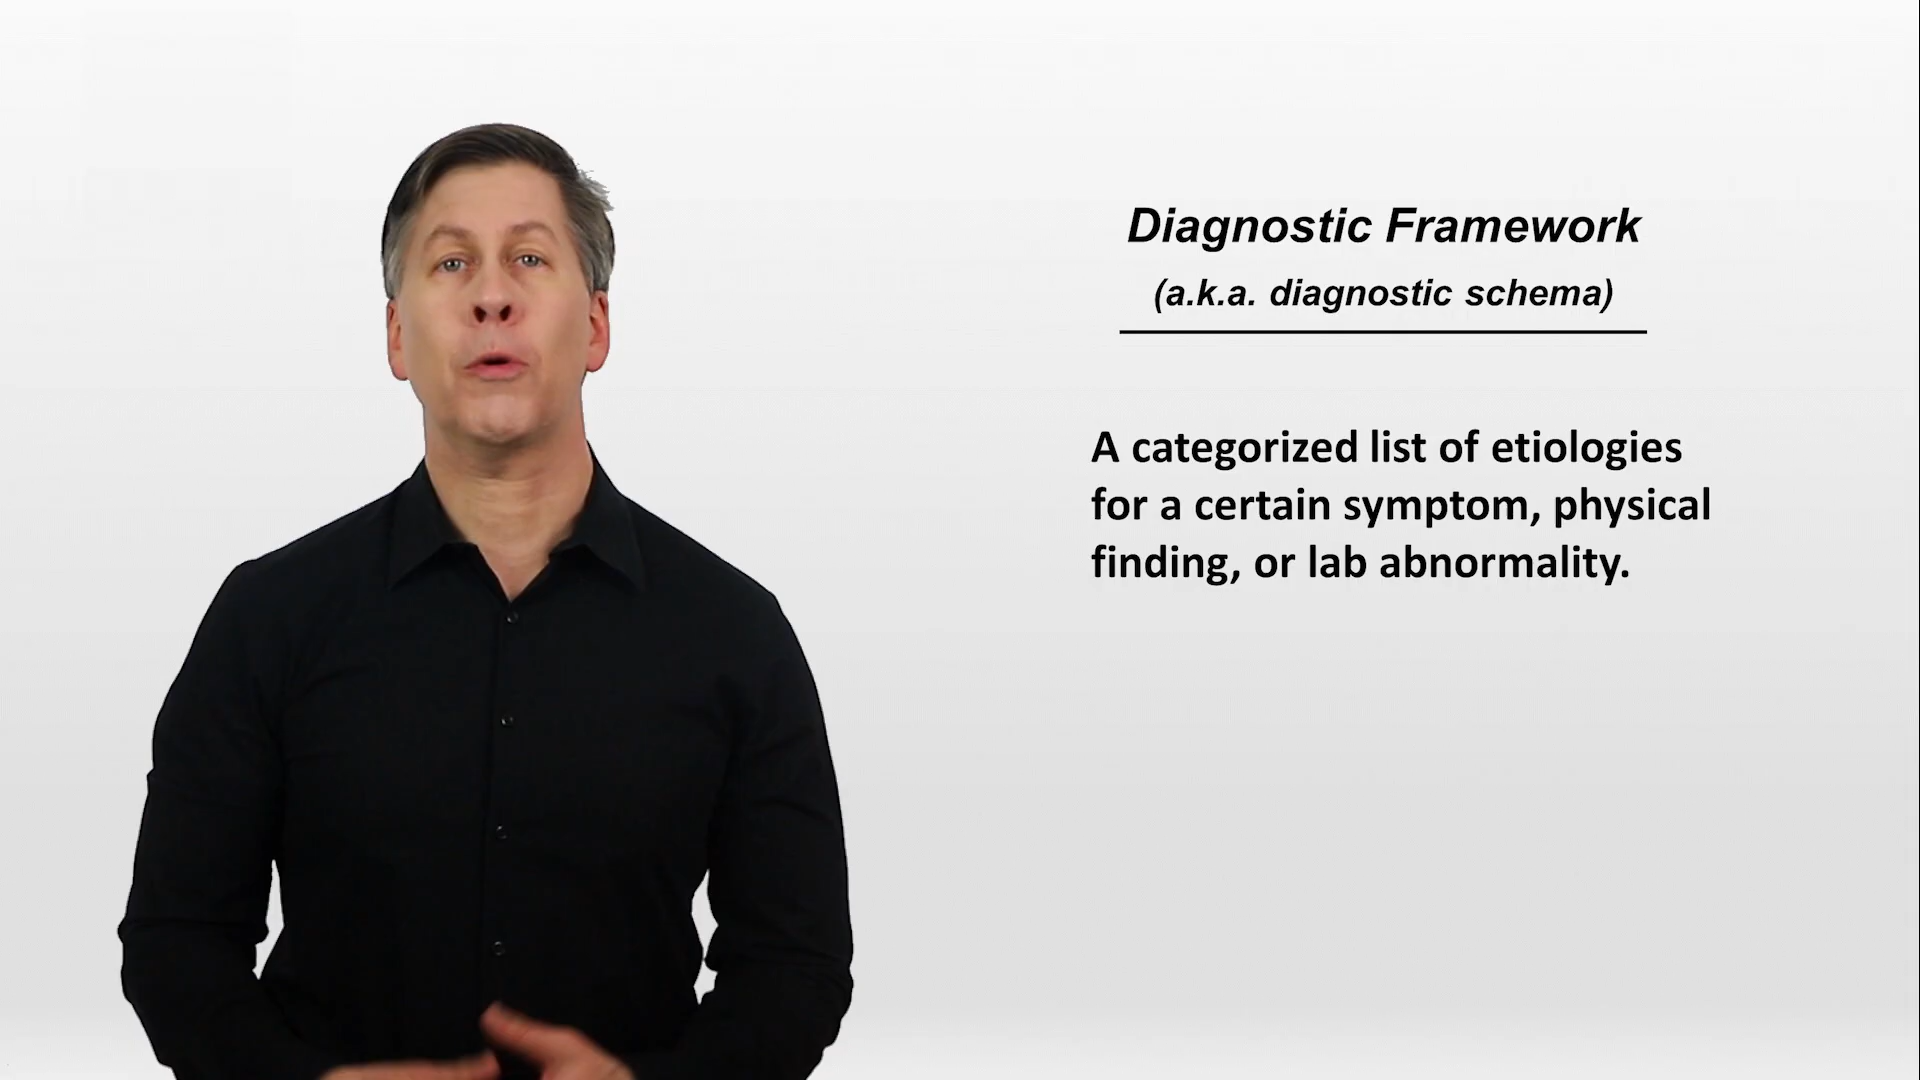 Diagnostic Framework
(a.k.a. diagnostic schema)
A categorized list of etiologies
for a certain symptom, physical
finding, or lab abnormality.